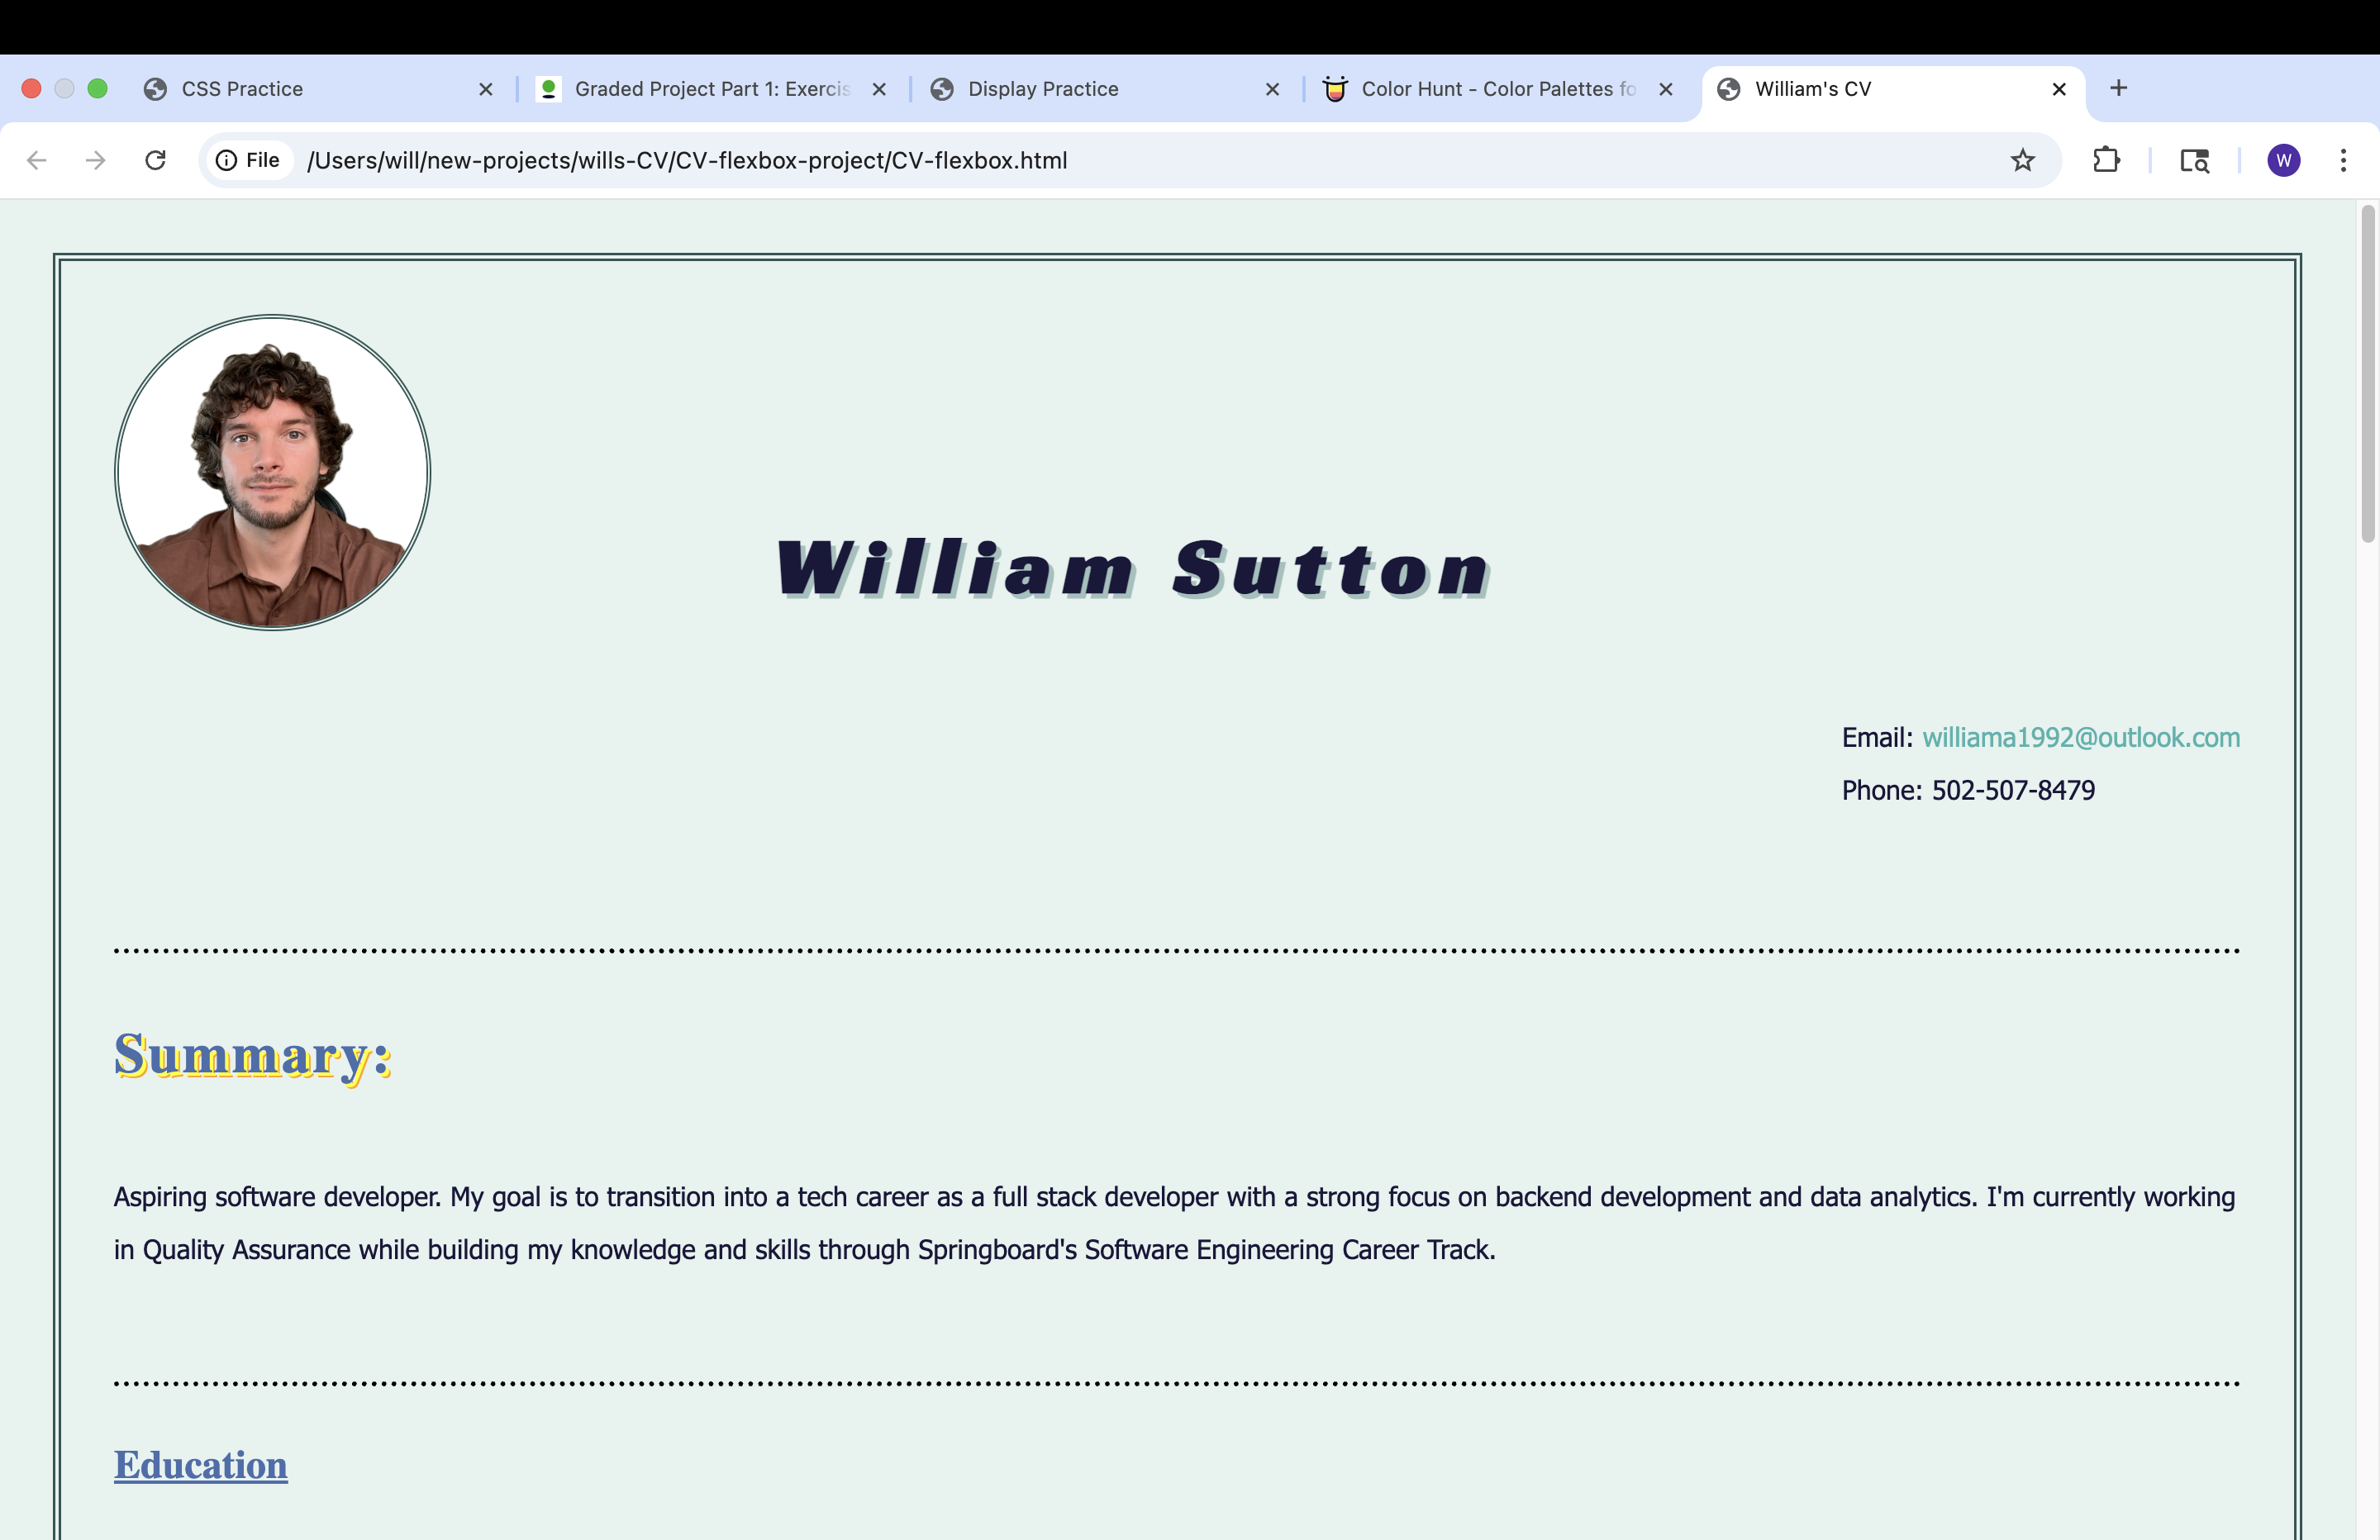 CSS Practice
Graded Project Part 1: Exercis
Display Practice
Color Hunt - Color Palettes fo
William's CV
File
/Users/will/new-projects/wills-CV/CV-flexbox-project/CV-flexbox.html
W
William Sutton
Email: williama1992@outlook.com
Phone: 502-507-8479
Summary:
Aspiring software developer. My goal is to transition into a tech career as a full stack developer with a strong focus on backend development and data analytics. I'm currently working
in Quality Assurance while building my knowledge and skills through Springboard's Software Engineering Career Track.
Education